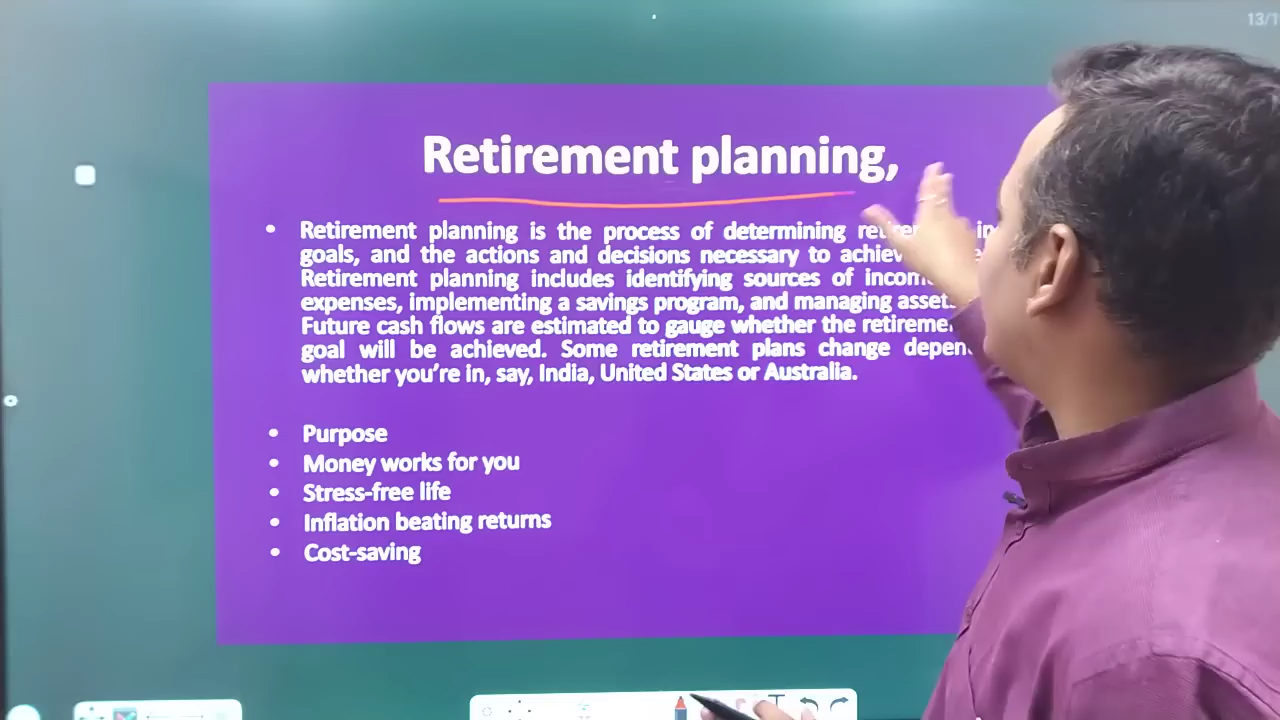 13/1
Retirement planning,
• Retirement planning is the process of determining
goals, and the actions and decisions necessary to
Retirement planning includes identifying sources of
expenses, implementing a savings program, and managing
Future cash flows are estimated to gauge whether the
goal will be achieved. Some retirement plans change
whether you're in, say, India, United States or Australia.
• Purpose
• Money works for you
• Stress-free life
• Inflation beating returns
• Cost-saving
T